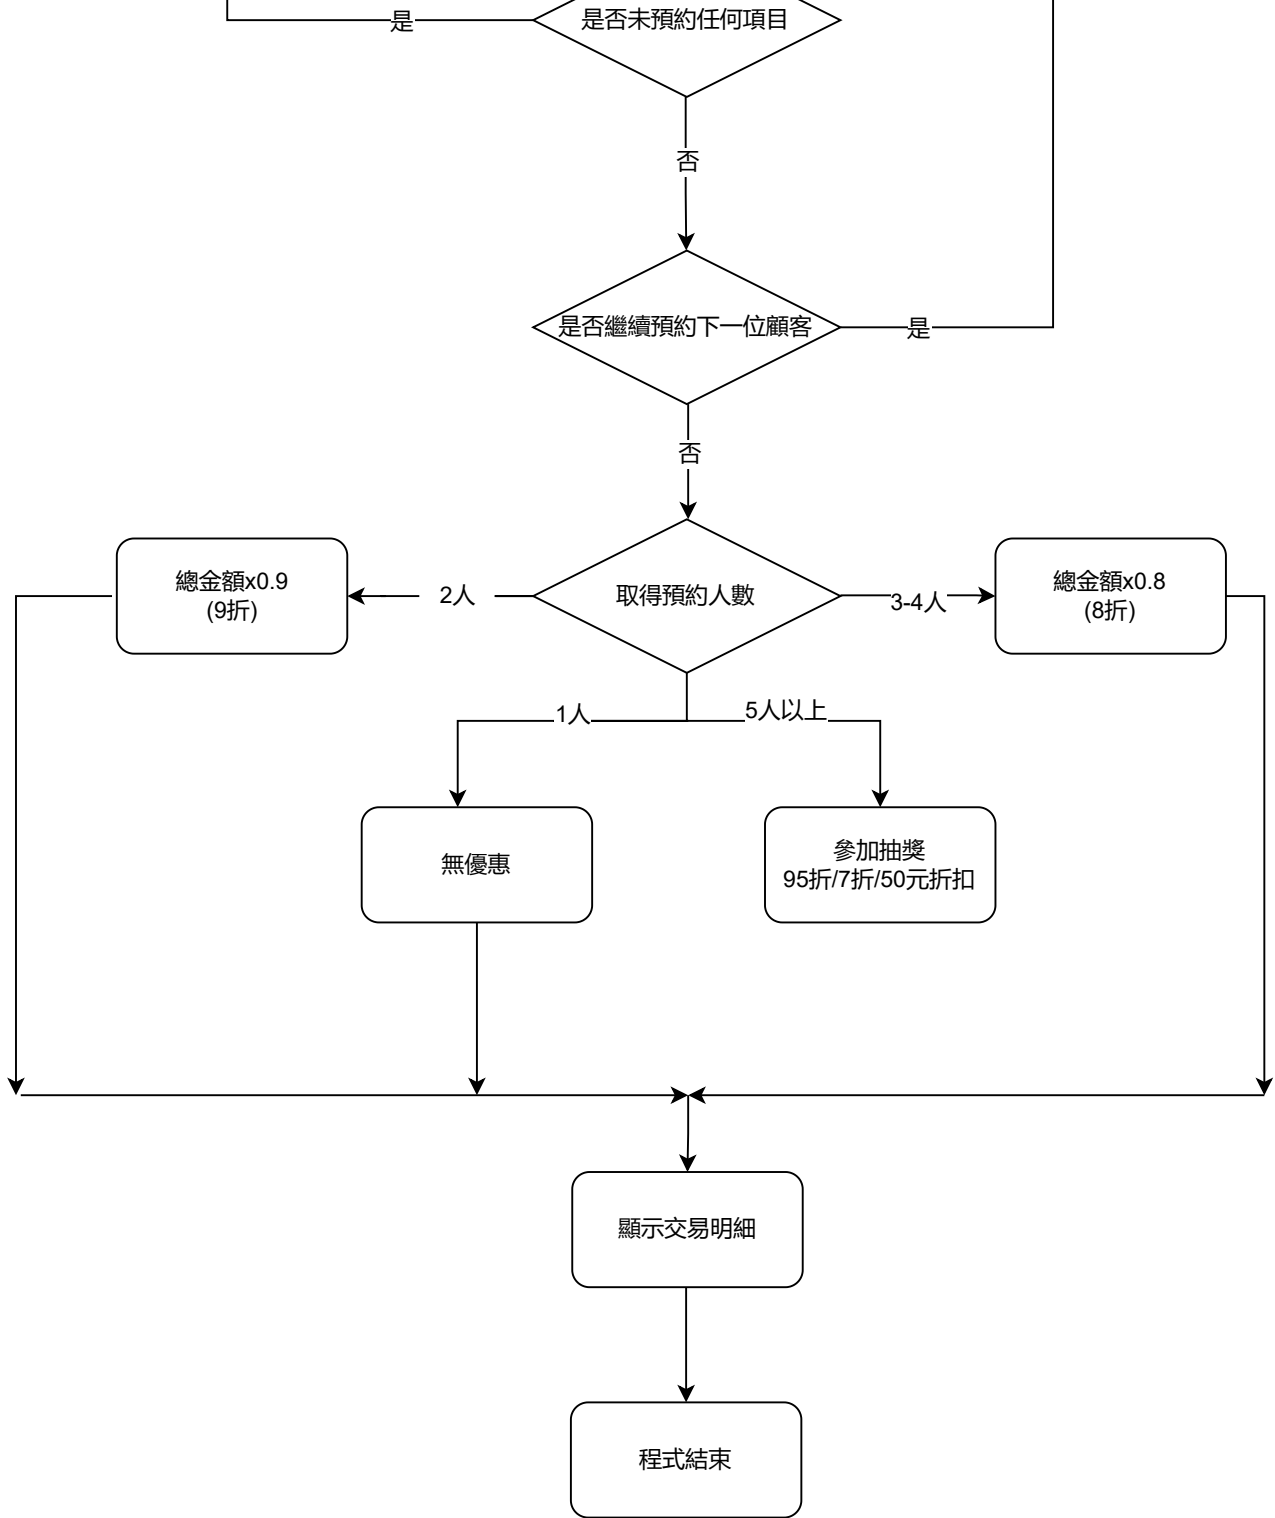 是否未預約任何項目
是
否
是否繼續預約下一位顧客
是
否
總金額x0.9
(9折)
2人
取得預約人數
3-4人
總金額x0.8
(8折)
1人
5人以上
無優惠
參加抽獎
95折/7折/50元折扣
顯示交易明細
程式結束